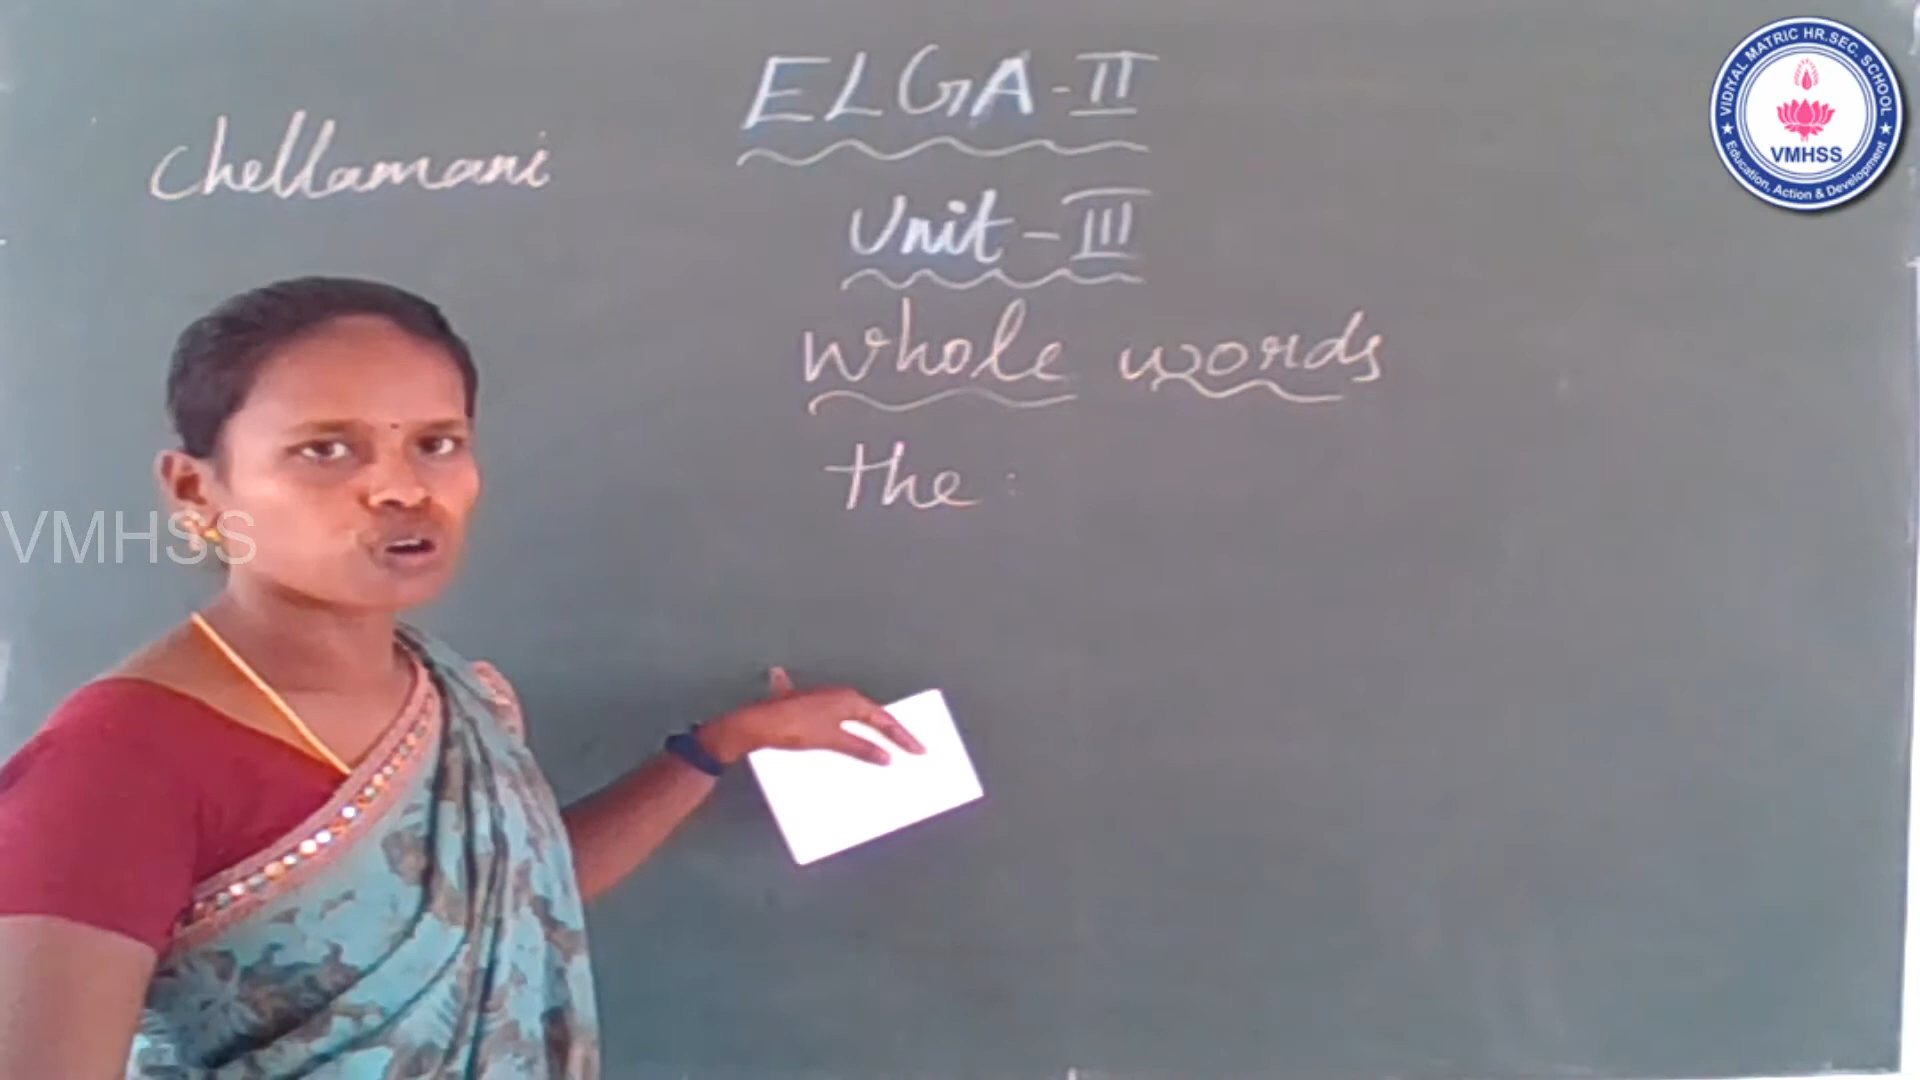 Chellamani
ELGA-II
Unit-III
Whole words
The :
VMHSS
VIDIYAL MATRIC HR.SEC. SCHOOL
VMHSS
Education, Action & Development